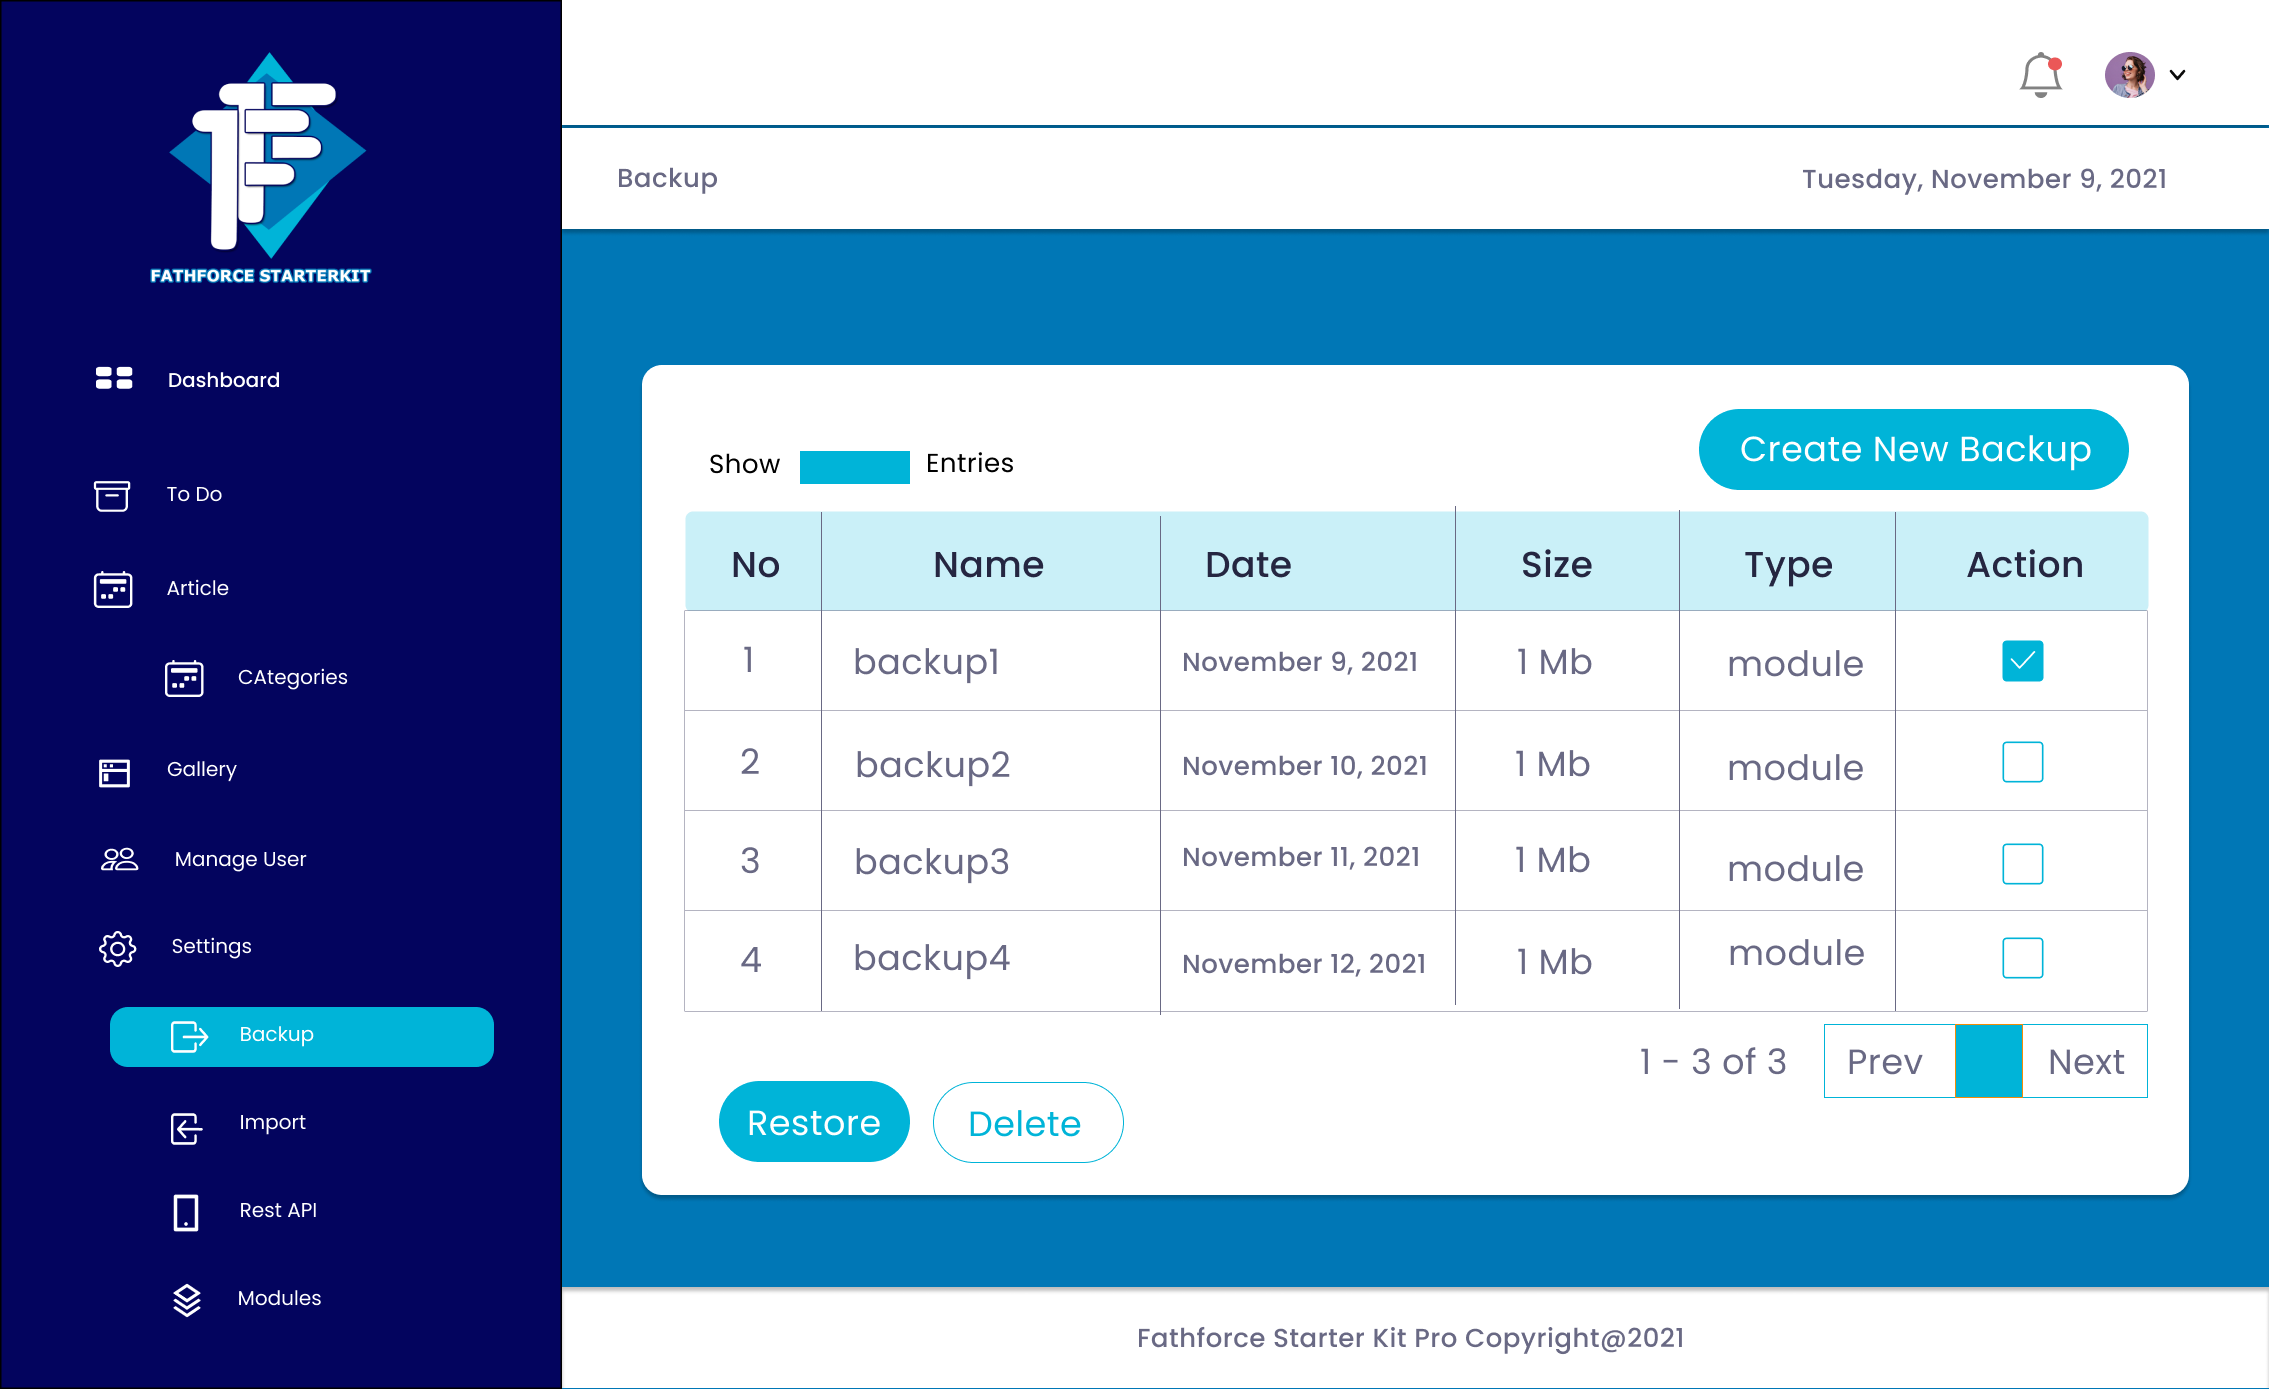 FATHFORCE STARTERKIT
Dashboard
To Do
Article
CAtegories
Gallery
Manage User
Settings
Backup
Import
Rest API
Modules
Backup
Tuesday, November 9, 2021
Show Entries
Create New Backup
No Name Date Size Type Action
1 backup1 November 9, 2021 1 Mb module
2 backup2 November 10, 2021 1 Mb module
3 backup3 November 11, 2021 1 Mb module
4 backup4 November 12, 2021 1 Mb module
1 - 3 of 3 Prev Next
Restore Delete
Fathforce Starter Kit Pro Copyright@2021